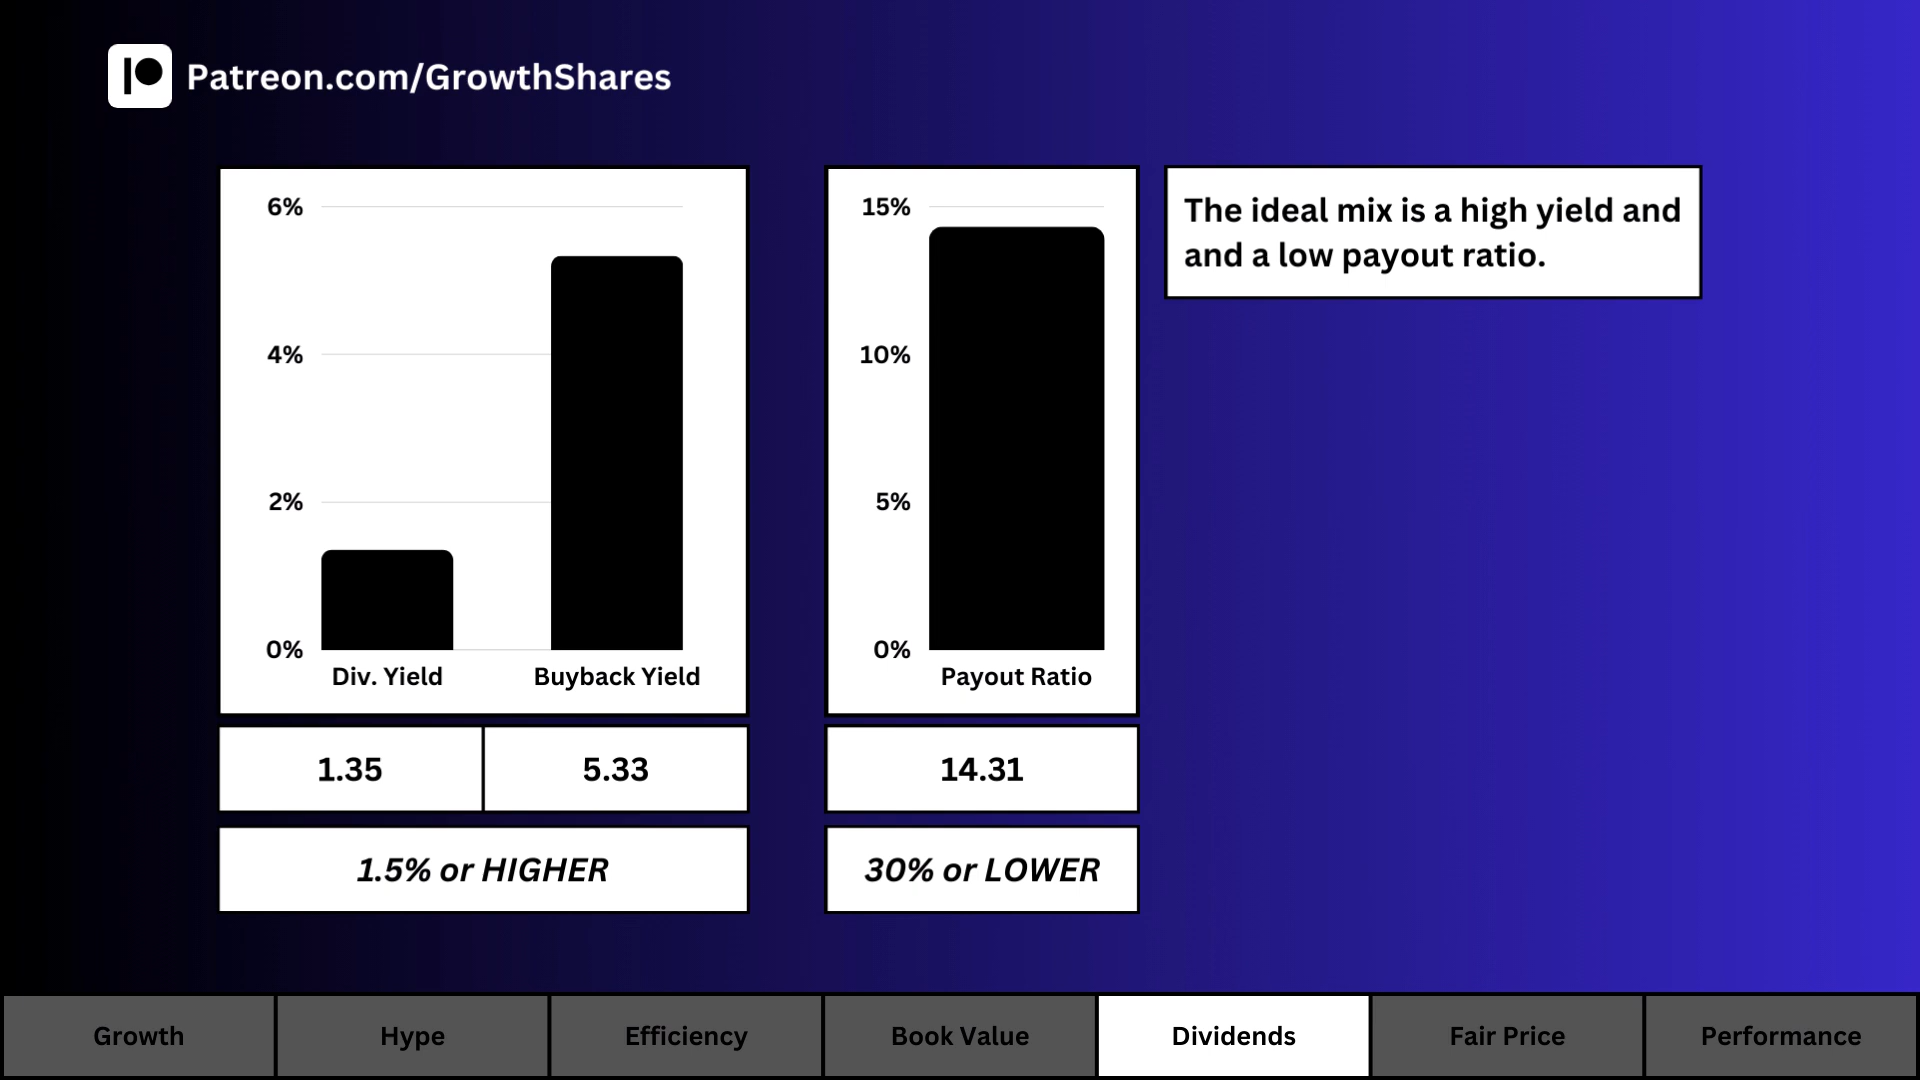 Patreon.com/GrowthShares
6%
4%
2%
0%
Div. Yield
Buyback Yield
1.35
5.33
1.5% or HIGHER
15%
10%
5%
0%
Payout Ratio
14.31
30% or LOWER
The ideal mix is a high yield and
and a low payout ratio.
Growth
Hype
Efficiency
Book Value
Dividends
Fair Price
Performance